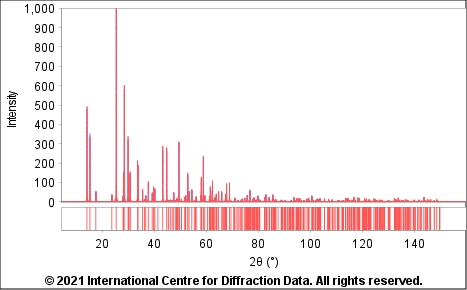 1,000
900
800
700
600
500
400
300
200
100
0
Intensity
20 40 60 80 100 120 140
2θ (°)
© 2021 International Centre for Diffraction Data. All rights reserved.